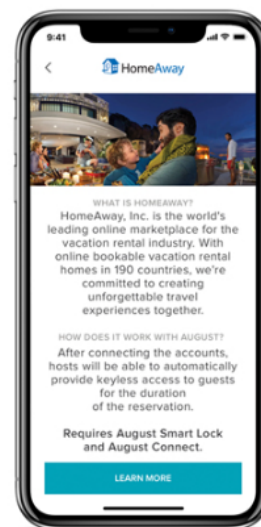 9:41
HomeAway
WHAT IS HOMEAWAY?
HomeAway, Inc. is the world's
leading online marketplace for the
vacation rental industry. With
online bookable vacation rental
homes in 190 countries, we're
committed to creating
unforgettable travel
experiences together.
HOW DOES IT WORK WITH AUGUST?
After connecting the accounts,
hosts will be able to automatically
provide keyless access to guests
for the duration
of the reservation.
Requires August Smart Lock
and August Connect.
LEARN MORE